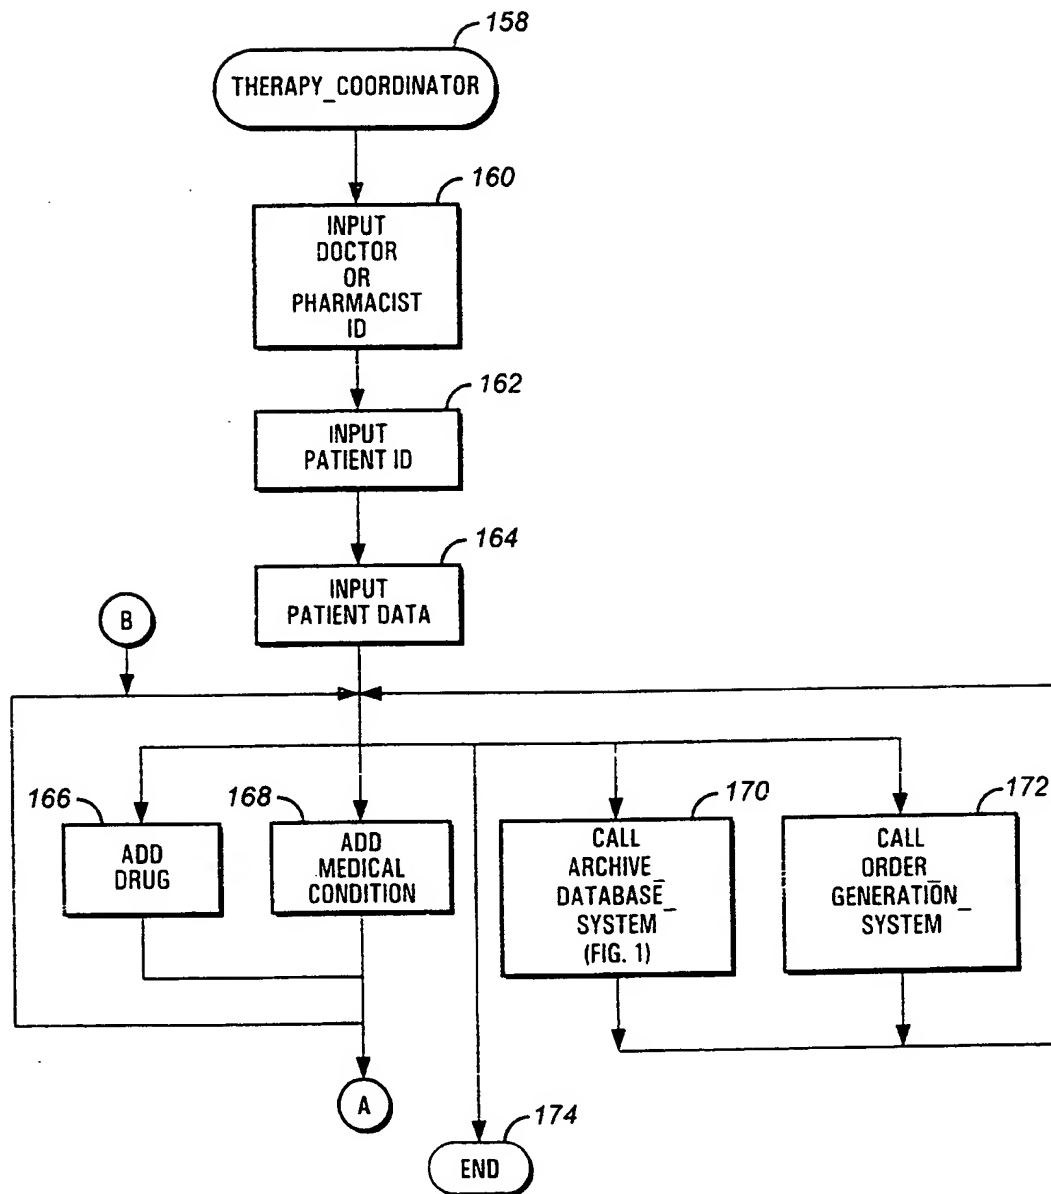 158
THERAPY_COORDINATOR
160
INPUT
DOCTOR
OR
PHARMACIST
ID
162
INPUT
PATIENT ID
164
INPUT
PATIENT DATA
B
166
ADD
DRUG
168
ADD
MEDICAL
CONDITION
170
CALL
ARCHIVE_
DATABASE_
SYSTEM
(FIG. 1)
172
CALL
ORDER_
GENERATION_
SYSTEM
A
174
END